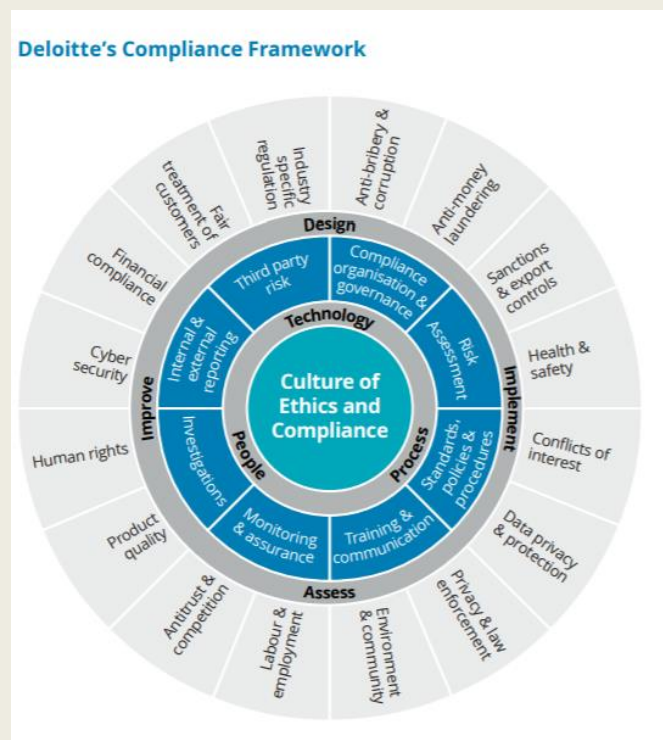 Deloitte's Compliance Framework
Anti-bribery &
corruption
Anti-money
laundering
Sanctions
& export
controls
Health &
safety
Conflicts of
interest
Data privacy
& protection
Privacy & law
enforcement
Environment
& community
Labour &
employment
Antitrust &
competition
Product
quality
Human rights
Cyber
security
Financial
compliance
Fair
treatment of
customers
Industry
specific
regulation
Design
Implement
Assess
Improve
Compliance
organisation &
governance
Risk
Assessment
Standards,
policies &
procedures
Training &
communication
Monitoring
& assurance
Investigations
Internal &
external
reporting
Third party
risk
Technology
Process
People
Culture of
Ethics and
Compliance